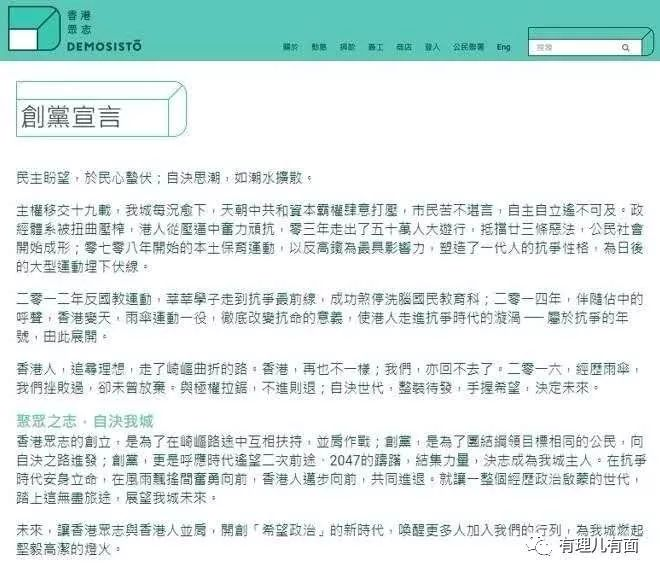 香港
眾志
DEMOSISTŌ
關於 動態 捐款 義工 商店 登入 公民聯署 Eng
搜尋
創黨宣言
民主盼望，於民心蟄伏；自決思潮，如潮水擴散。
主權移交十九載，我城每況愈下，天朝中共和資本霸權肆意打壓，市民苦不堪言，自主自立遙不可及。政
經體系被扭曲壓榨，港人從壓逼中奮力頑抗，零三年走出了五十萬人大遊行，抵擋廿三條惡法，公民社會
開始成形；零七零八年開始的本土保育運動，以反高鐵為最具影響力，塑造了一代人的抗爭性格，為日後
的大型運動埋下伏線。
二零一二年反國教運動，莘莘學子走到抗爭最前線，成功煞停洗腦國民教育科；二零一四年，伴隨佔中的
呼聲，香港變天，雨傘運動一役，徹底改變抗命的意義，使港人走進抗爭時代的漩渦 ── 屬於抗爭的年
號，由此展開。
香港人，追尋理想，走了崎嶇曲折的路。香港，再也不一樣；我們，亦回不去了。二零一六，經歷雨傘，
我們挫敗過，卻未曾放棄。與極權拉鋸，不進則退；自決世代，整裝待發，手握希望，決定未來。
聚眾之志．自決我城
香港眾志的創立，是為了在崎嶇路途中互相扶持，並肩作戰；創黨，是為了團結綱領目標相同的公民，向
自決之路進發；創黨，更是呼應時代遙望二次前途、2047的躊躇，結集力量，決志成為我城主人。在抗爭
時代安身立命，在風雨飄搖間奮勇向前，香港人邁步向前，共同進退。就讓一整個經歷政治啟蒙的世代，
踏上這無盡旅途，展望我城未來。
未來，讓香港眾志與香港人並肩，開創「希望政治」的新時代，喚醒更多人加入我們的行列，為我城燃起
堅毅高潔的燈火。
有理儿有面